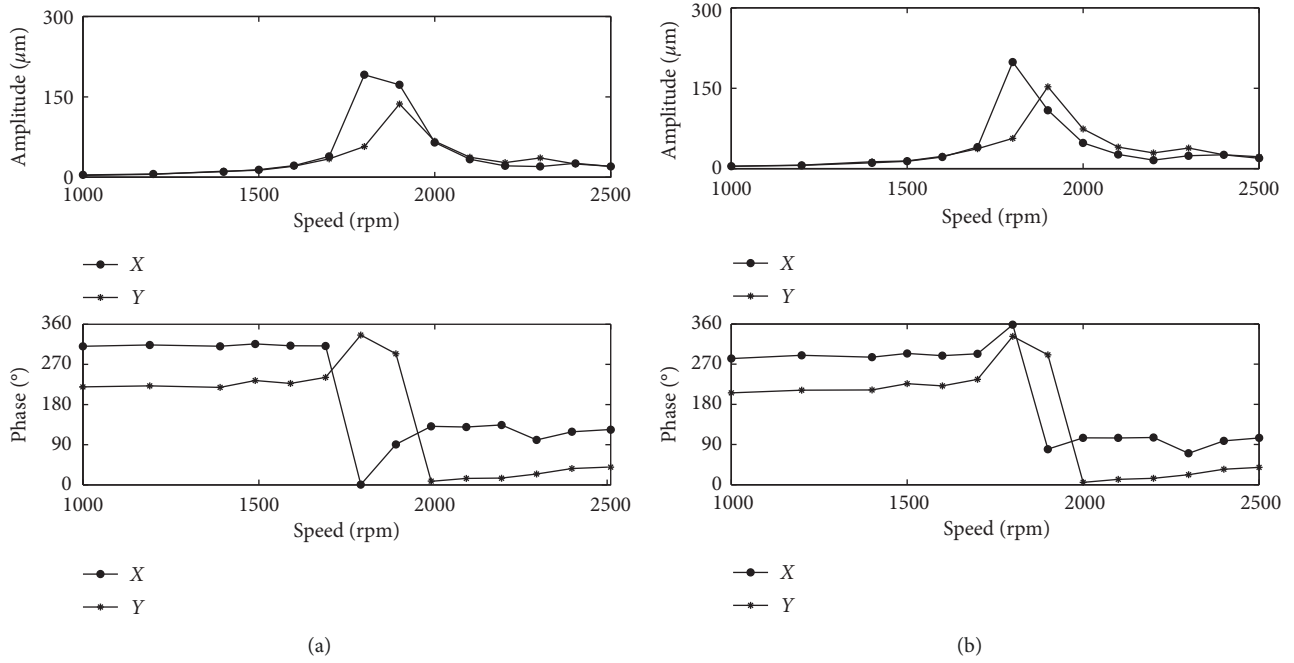 300
150
0
Amplitude (μm)
1000 1500 2000 2500
Speed (rpm)
X
Y
360
270
180
90
0
Phase (°)
1000 1500 2000 2500
Speed (rpm)
X
Y
(a)
300
150
0
Amplitude (μm)
1000 1500 2000 2500
Speed (rpm)
X
Y
360
270
180
90
0
Phase (°)
1000 1500 2000 2500
Speed (rpm)
X
Y
(b)